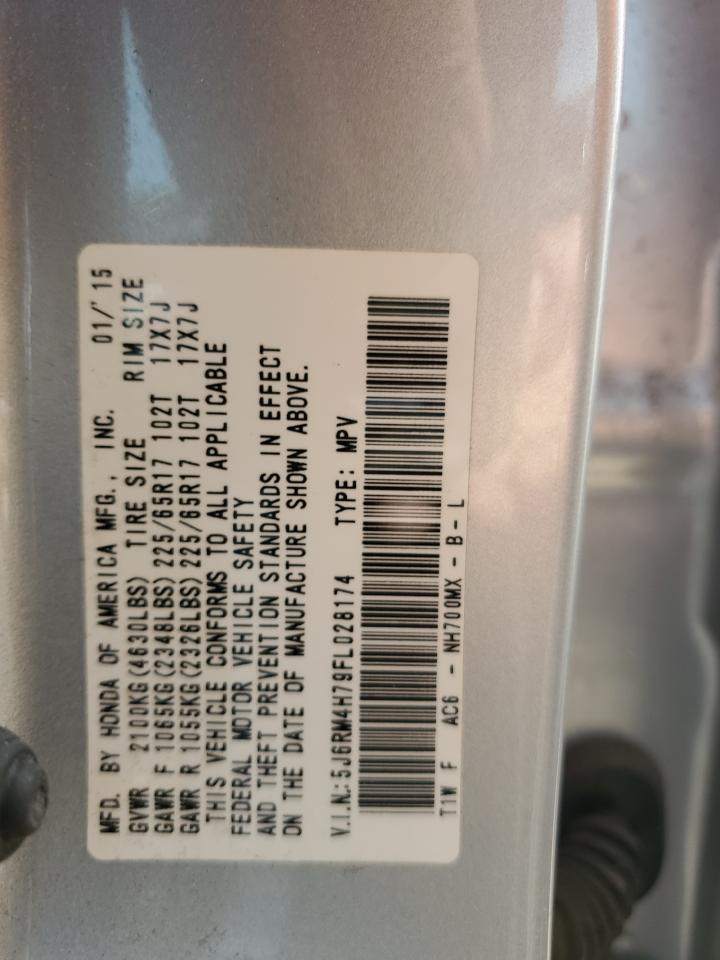 MFD. BY HONDA OF AMERICA MFG., INC. 01/'15
GVWR 2100KG(4630LBS) TIRE SIZE RIM SIZE
GAWR F 1065KG(2348LBS) 225/65R17 102T 17X7J
GAWR R 1055KG(2326LBS) 225/65R17 102T 17X7J
THIS VEHICLE CONFORMS TO ALL APPLICABLE
FEDERAL MOTOR VEHICLE SAFETY
AND THEFT PREVENTION STANDARDS IN EFFECT
ON THE DATE OF MANUFACTURE SHOWN ABOVE.
V.I.N.: 5J6RM4H79FL028174 TYPE: MPV
T1W F AC6 - NH700MX - B - L